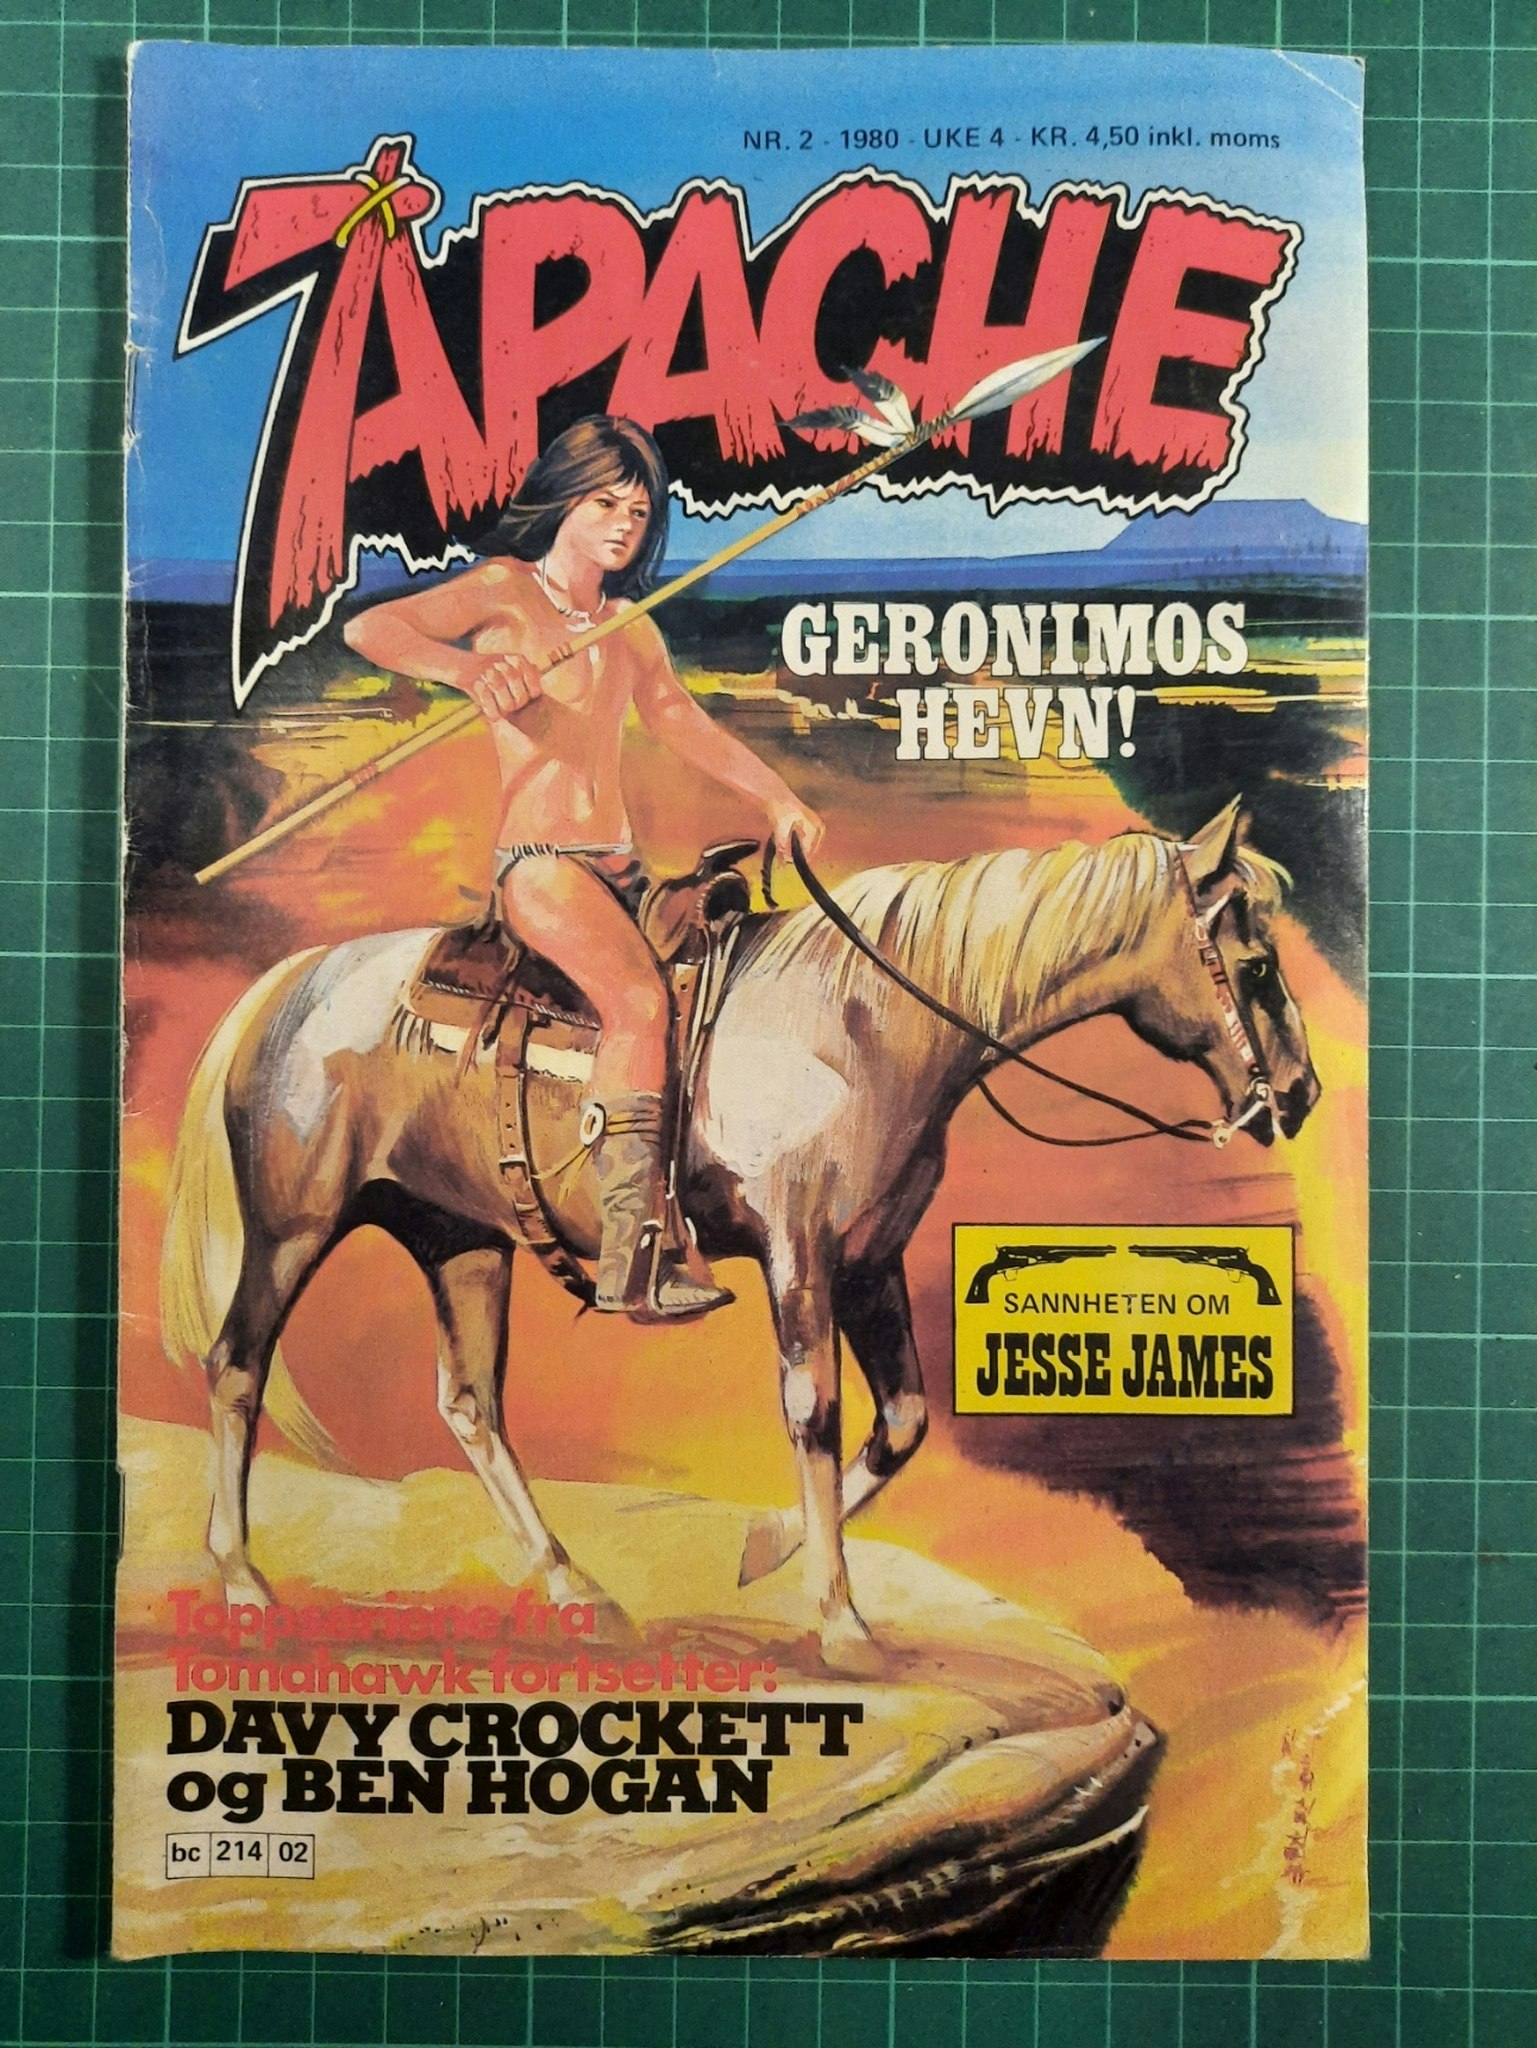 NR. 2 - 1980 - UKE 4 - KR. 4,50 inkl. moms
APACHE
GERONIMOS
HEVN!
SANNHETEN OM
JESSE JAMES
Toppseriene fra
Tomahawk fortsetter:
DAVY CROCKETT
og BEN HOGAN
bc 214 02